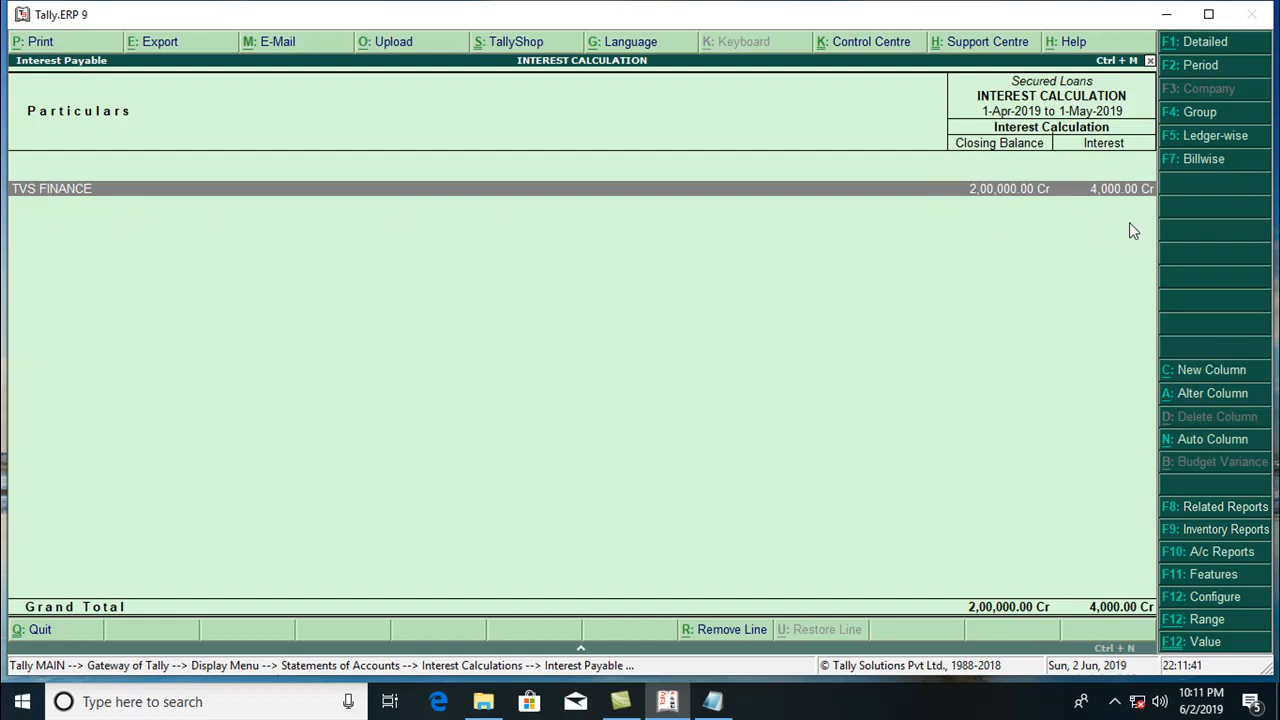 Tally.ERP 9
P: Print E: Export M: E-Mail O: Upload S: TallyShop G: Language K: Keyboard K: Control Centre H: Support Centre H: Help
Interest Payable INTEREST CALCULATION Ctrl + M
Particulars
Secured Loans
INTEREST CALCULATION
1-Apr-2019 to 1-May-2019
Interest Calculation
Closing Balance Interest
TVS FINANCE 2,00,000.00 Cr 4,000.00 Cr
Grand Total 2,00,000.00 Cr 4,000.00 Cr
F1: Detailed
F2: Period
F3: Company
F4: Group
F5: Ledger-wise
F7: Billwise
C: New Column
A: Alter Column
D: Delete Column
N: Auto Column
B: Budget Variance
F8: Related Reports
F9: Inventory Reports
F10: A/c Reports
F11: Features
F12: Configure
F12: Range
F12: Value
Q: Quit R: Remove Line U: Restore Line
Ctrl + N
Tally MAIN --> Gateway of Tally --> Display Menu --> Statements of Accounts --> Interest Calculations --> Interest Payable ... © Tally Solutions Pvt Ltd., 1988-2018 Sun, 2 Jun, 2019 22:11:41
Type here to search
10:11 PM
6/2/2019
5